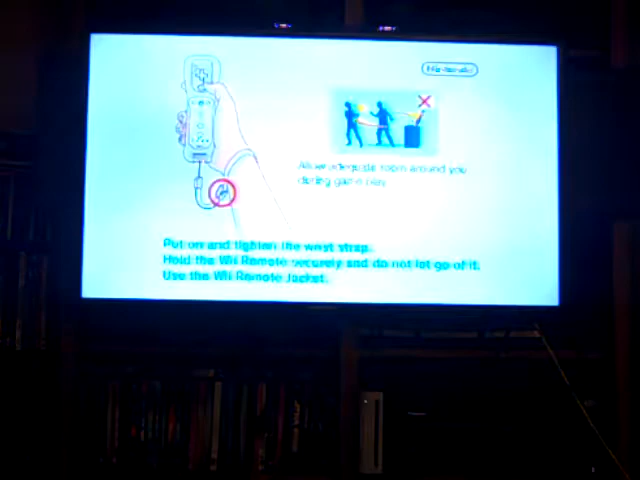 Nintendo
Allow adequate room around you
during game play.
Put on and tighten the wrist strap.
Hold the Wii Remote securely and do not let go of it.
Use the Wii Remote Jacket.